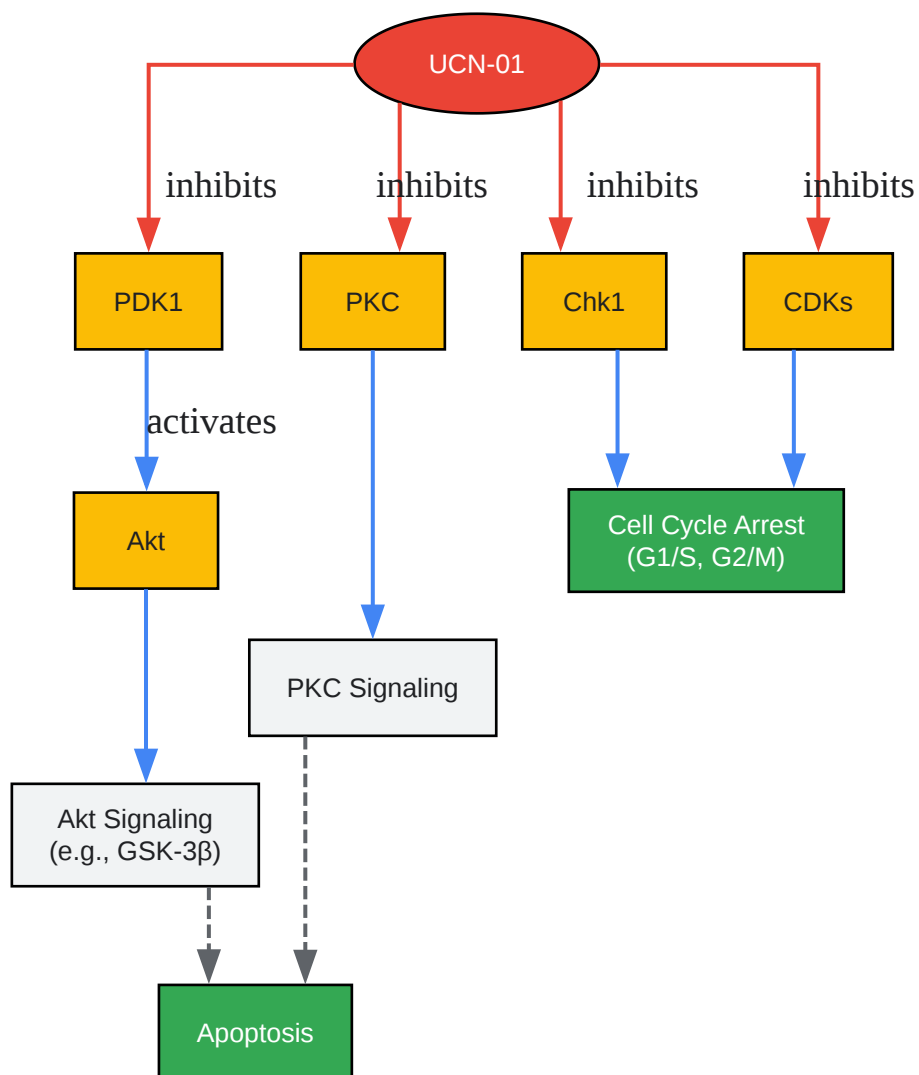 UCN-01
inhibits
inhibits
inhibits
inhibits
PDK1
PKC
Chk1
CDKs
activates
Akt
Cell Cycle Arrest
(G1/S, G2/M)
PKC Signaling
Akt Signaling
(e.g., GSK-3β)
Apoptosis